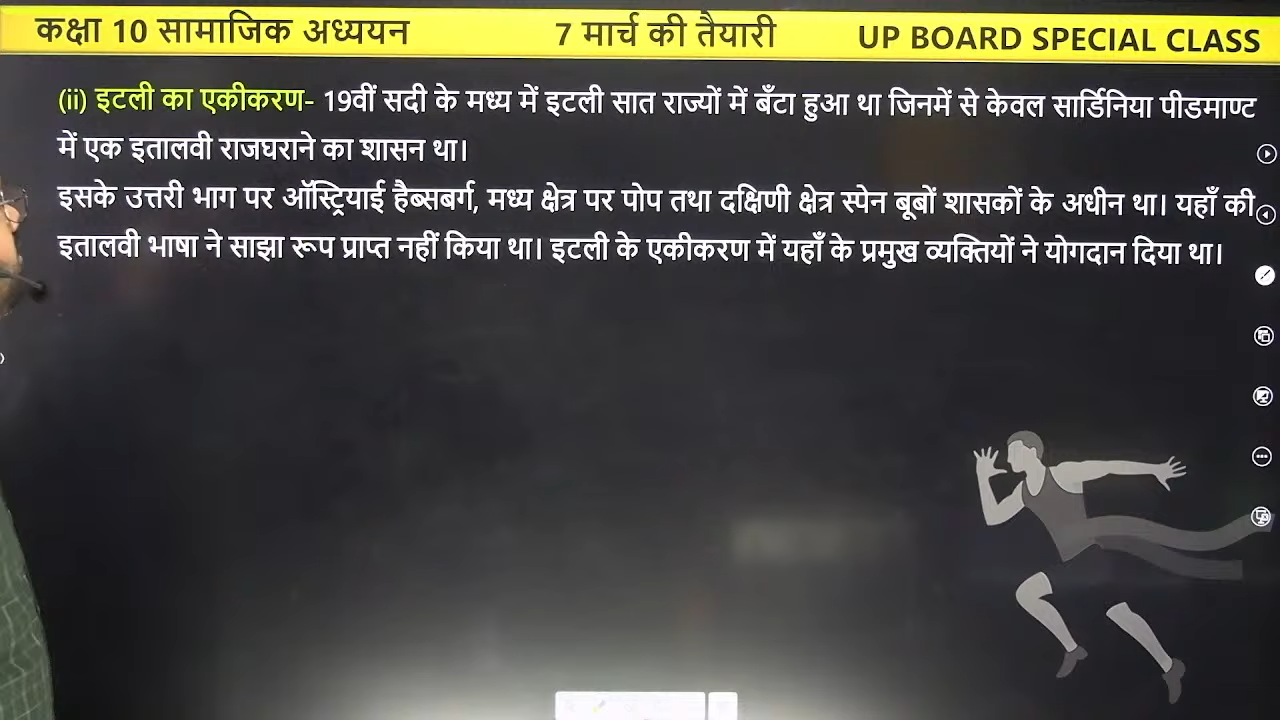 कक्षा 10 सामाजिक अध्ययन 7 मार्च की तैयारी UP BOARD SPECIAL CLASS
(ii) इटली का एकीकरण- 19वीं सदी के मध्य में इटली सात राज्यों में बँटा हुआ था जिनमें से केवल सार्डिनिया पीडमाण्ट
में एक इतालवी राजघराने का शासन था।
इसके उत्तरी भाग पर ऑस्ट्रियाई हैब्सबर्ग, मध्य क्षेत्र पर पोप तथा दक्षिणी क्षेत्र स्पेन बूबों शासकों के अधीन था। यहाँ की
इतालवी भाषा ने साझा रूप प्राप्त नहीं किया था। इटली के एकीकरण में यहाँ के प्रमुख व्यक्तियों ने योगदान दिया था।